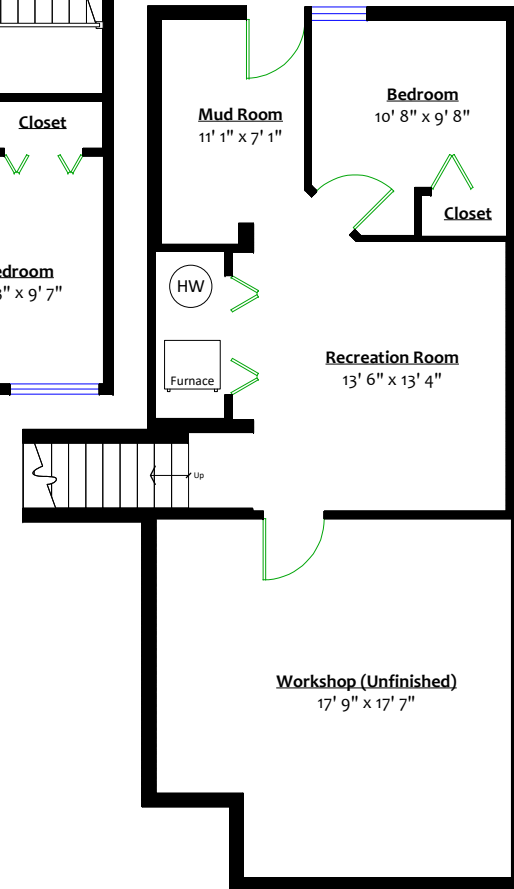 Closet
Mud Room
11' 1" x 7' 1"
Bedroom
10' 8" x 9' 8"
Closet
HW
Furnace
Recreation Room
13' 6" x 13' 4"
Up
Workshop (Unfinished)
17' 9" x 17' 7"